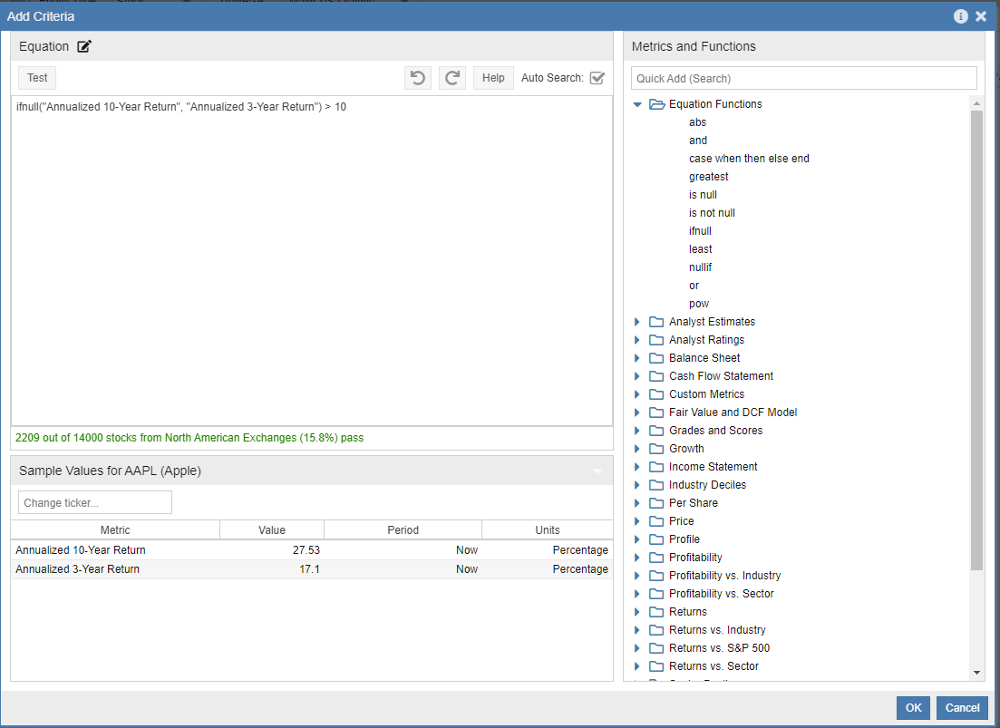 Add Criteria
Equation
Test
Help
Auto Search:
ifnull("Annualized 10-Year Return", "Annualized 3-Year Return") > 10
2209 out of 14000 stocks from North American Exchanges (15.8%) pass
Sample Values for AAPL (Apple)
Change ticker...
Metric Value Period Units
Annualized 10-Year Return 27.53 Now Percentage
Annualized 3-Year Return 17.1 Now Percentage
Metrics and Functions
Quick Add (Search)
Equation Functions
abs
and
case when then else end
greatest
is null
is not null
ifnull
least
nullif
or
pow
Analyst Estimates
Analyst Ratings
Balance Sheet
Cash Flow Statement
Custom Metrics
Fair Value and DCF Model
Grades and Scores
Growth
Income Statement
Industry Deciles
Per Share
Price
Profile
Profitability
Profitability vs. Industry
Profitability vs. Sector
Returns
Returns vs. Industry
Returns vs. S&P 500
Returns vs. Sector
OK
Cancel